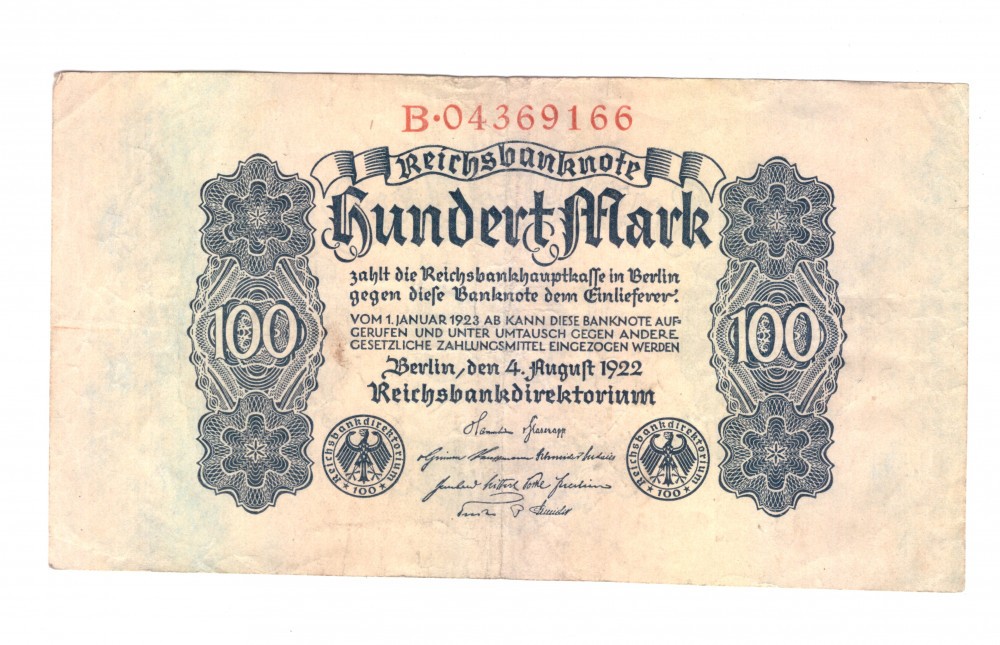 B·04369166
Reichsbanknote
Hundert Mark
zahlt die Reichsbankhauptkasse in Berlin
gegen diese Banknote dem Einlieferer.
VOM 1. JANUAR 1923 AB KANN DIESE BANKNOTE AUF-
GERUFEN UND UNTER UMTAUSCH GEGEN ANDERE
GESETZLICHE ZAHLUNGSMITTEL EINGEZOGEN WERDEN
100
100
Berlin, den 4. August 1922
Reichsbankdirektorium
Reichsbankdirektorium
100
Reichsbankdirektorium
100